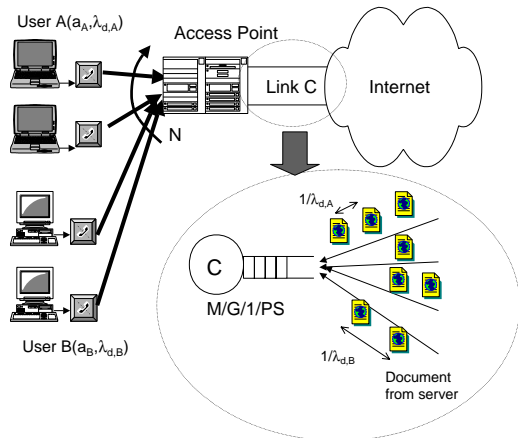 User A(a_A,λ_d,A)
Access Point
Link C
Internet
N
1/λ_d,A
C
M/G/1/PS
User B(a_B,λ_d,B)
1/λ_d,B
Document
from server